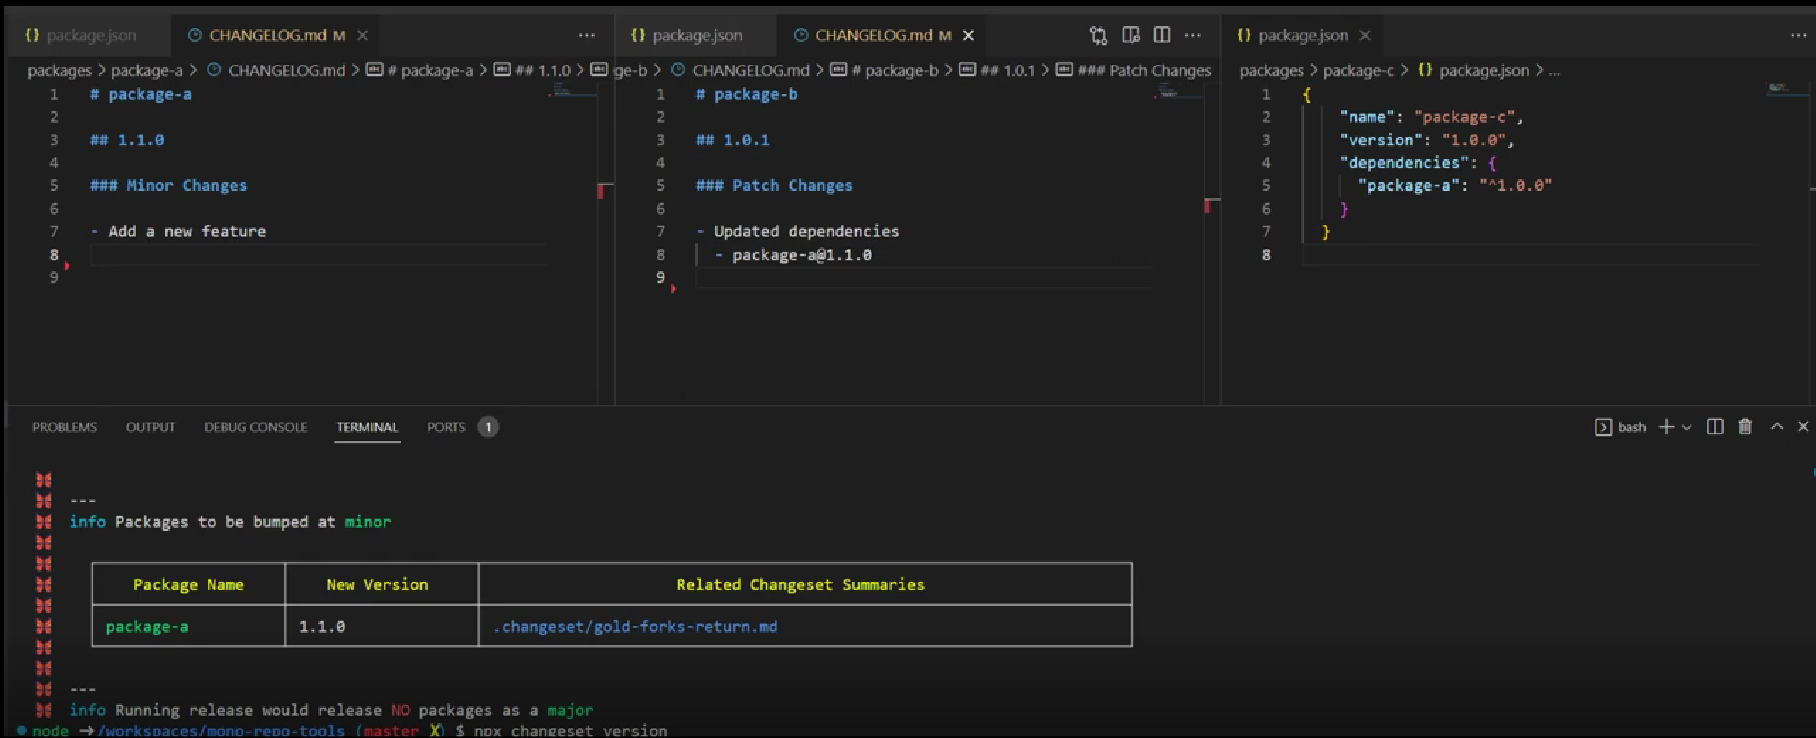 {} package.json CHANGELOG.md M
packages > package-a > CHANGELOG.md > # package-a > ## 1.1.0 >
1 # package-a
2
3 ## 1.1.0
4
5 ### Minor Changes
6
7 - Add a new feature
8
9
{} package.json CHANGELOG.md M
ge-b > CHANGELOG.md > # package-b > ## 1.0.1 > ### Patch Changes
1 # package-b
2
3 ## 1.0.1
4
5 ### Patch Changes
6
7 - Updated dependencies
8 - package-a@1.1.0
9
{} package.json
packages > package-c > {} package.json > ...
1 {
2 "name": "package-c",
3 "version": "1.0.0",
4 "dependencies": {
5 "package-a": "^1.0.0"
6 }
7 }
8
PROBLEMS OUTPUT DEBUG CONSOLE TERMINAL PORTS 1
bash
---
info Packages to be bumped at minor
Package Name New Version Related Changeset Summaries
package-a 1.1.0 .changeset/gold-forks-return.md
---
info Running release would release NO packages as a major
node → /workspaces/mono-repo-tools (master X) $ npx changeset version